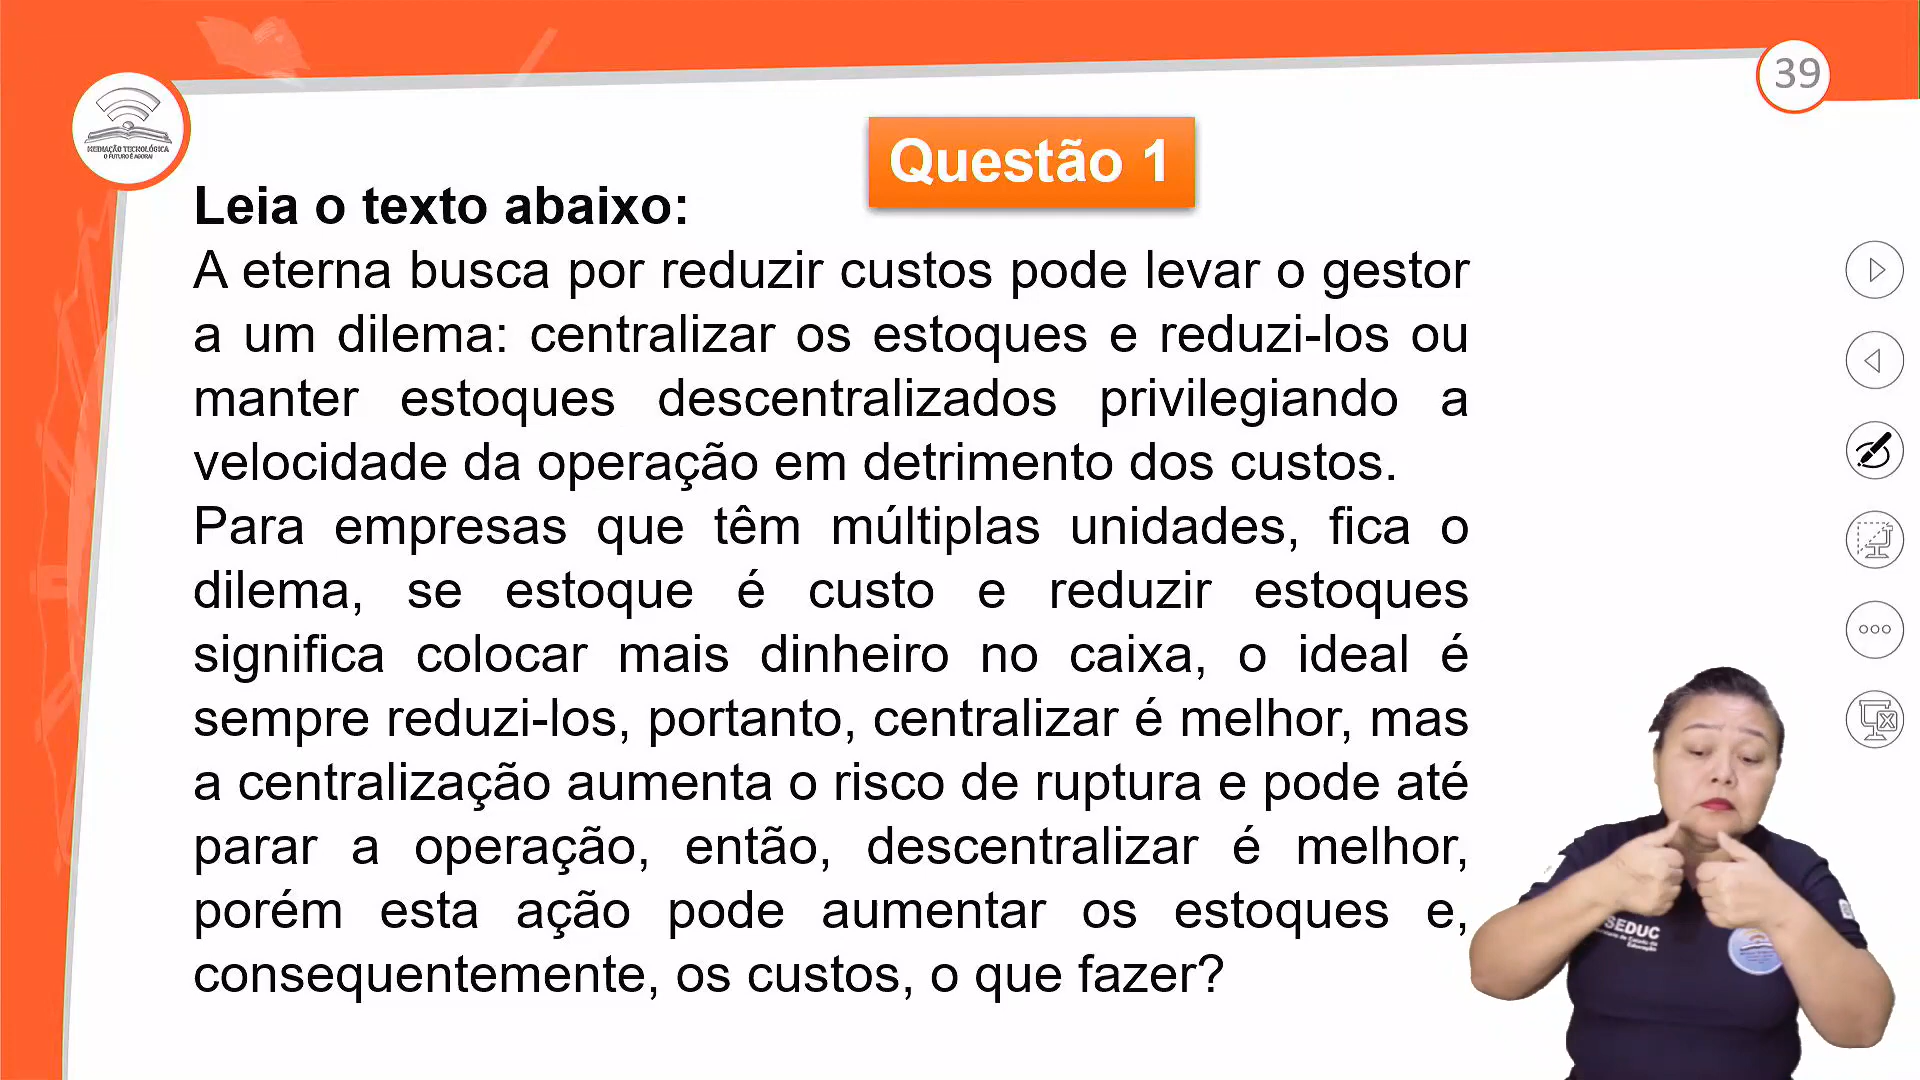 39
MEDIAÇÃO TECNOLÓGICA
O FUTURO É AGORA!
Questão 1
Leia o texto abaixo:
A eterna busca por reduzir custos pode levar o gestor
a um dilema: centralizar os estoques e reduzi-los ou
manter estoques descentralizados privilegiando a
velocidade da operação em detrimento dos custos.
Para empresas que têm múltiplas unidades, fica o
dilema, se estoque é custo e reduzir estoques
significa colocar mais dinheiro no caixa, o ideal é
sempre reduzi-los, portanto, centralizar é melhor, mas
a centralização aumenta o risco de ruptura e pode até
parar a operação, então, descentralizar é melhor,
porém esta ação pode aumentar os estoques e,
consequentemente, os custos, o que fazer?
SEDUC